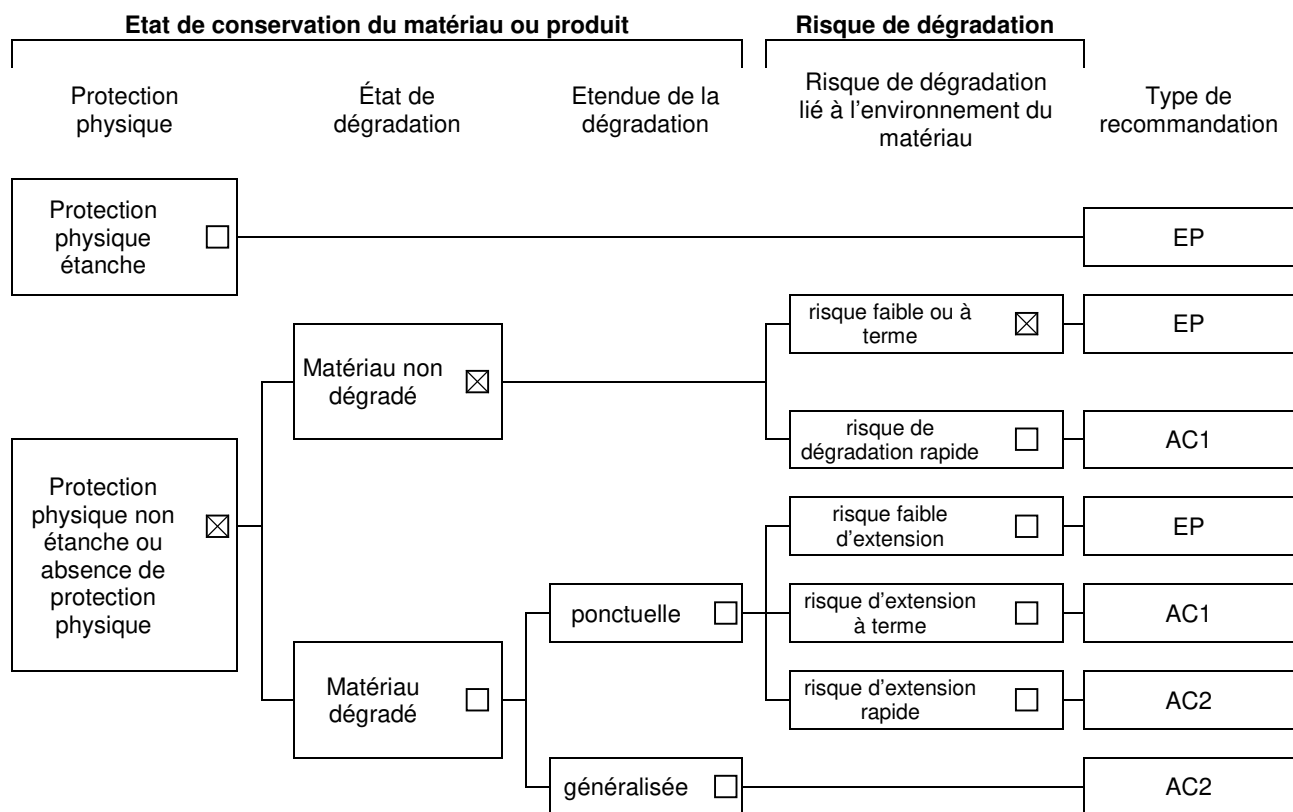 Etat de conservation du matériau ou produit
Risque de dégradation
Protection
physique
État de
dégradation
Etendue de la
dégradation
Risque de dégradation
lié à l'environnement du
matériau
Type de
recommandation
Protection
physique
étanche
EP
risque faible ou à
terme
EP
Matériau non
dégradé
risque de
dégradation rapide
AC1
Protection
physique non
étanche ou
absence de
protection
physique
risque faible
d'extension
EP
ponctuelle
risque d'extension
à terme
AC1
Matériau
dégradé
risque d'extension
rapide
AC2
généralisée
AC2